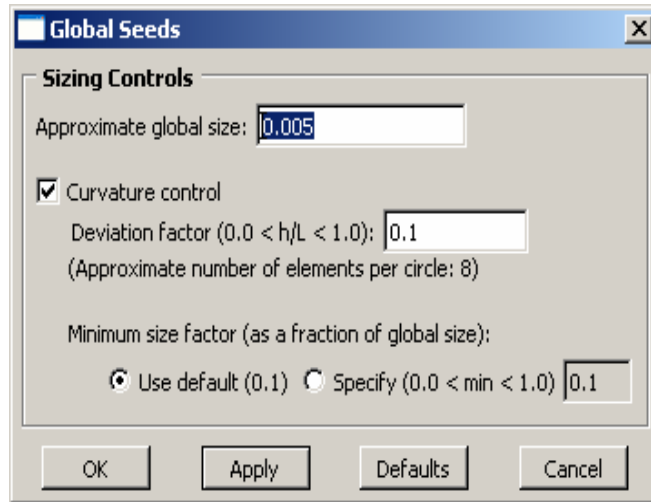 Global Seeds
Sizing Controls
Approximate global size: 0.005
Curvature control
Deviation factor (0.0 < h/L < 1.0): 0.1
(Approximate number of elements per circle: 8)
Minimum size factor (as a fraction of global size):
Use default (0.1) Specify (0.0 < min < 1.0) 0.1
OK Apply Defaults Cancel